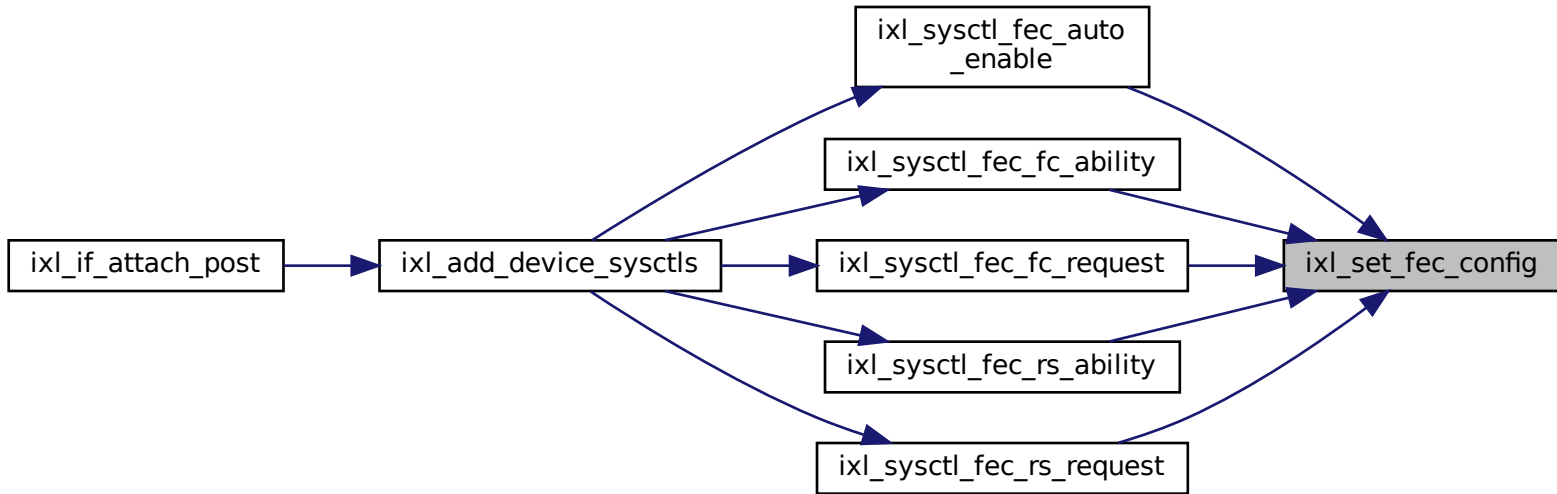 ixl_sysctl_fec_auto
_enable
ixl_sysctl_fec_fc_ability
ixl_if_attach_post
ixl_add_device_sysctls
ixl_sysctl_fec_fc_request
ixl_set_fec_config
ixl_sysctl_fec_rs_ability
ixl_sysctl_fec_rs_request